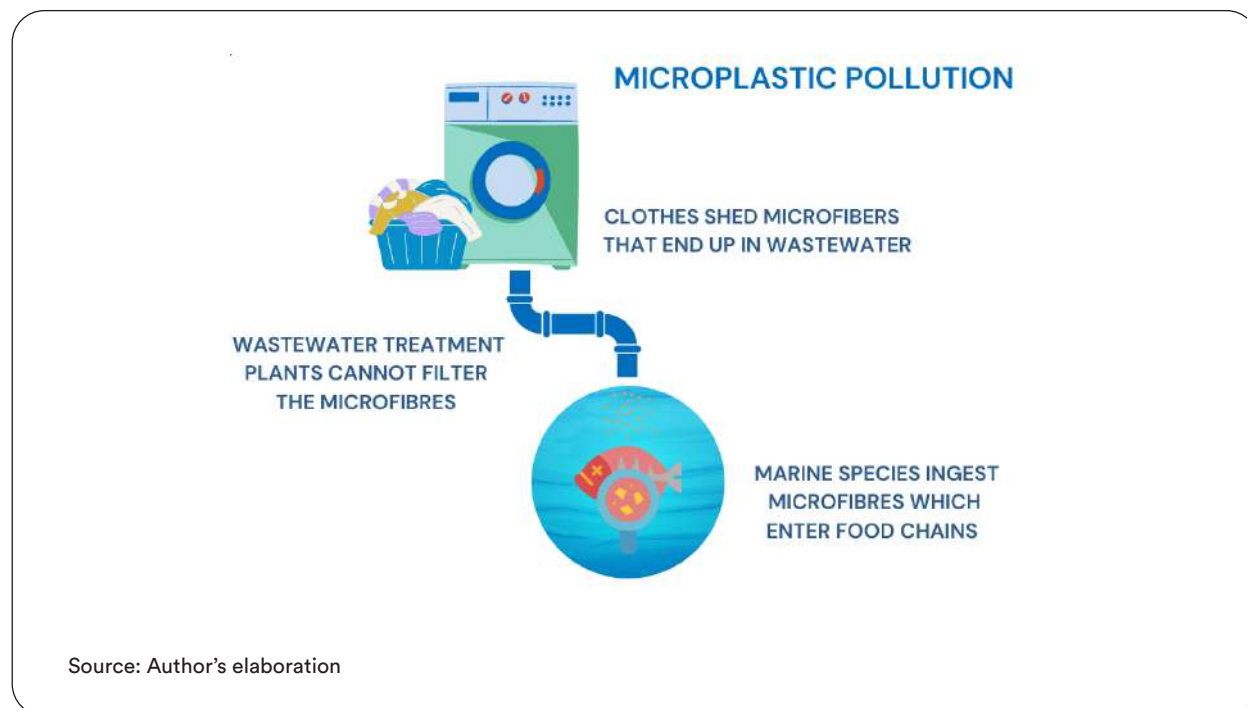 MICROPLASTIC POLLUTION
CLOTHES SHED MICROFIBERS
THAT END UP IN WASTEWATER
WASTEWATER TREATMENT
PLANTS CANNOT FILTER
THE MICROFIBRES
MARINE SPECIES INGEST
MICROFIBRES WHICH
ENTER FOOD CHAINS
Source: Author’s elaboration